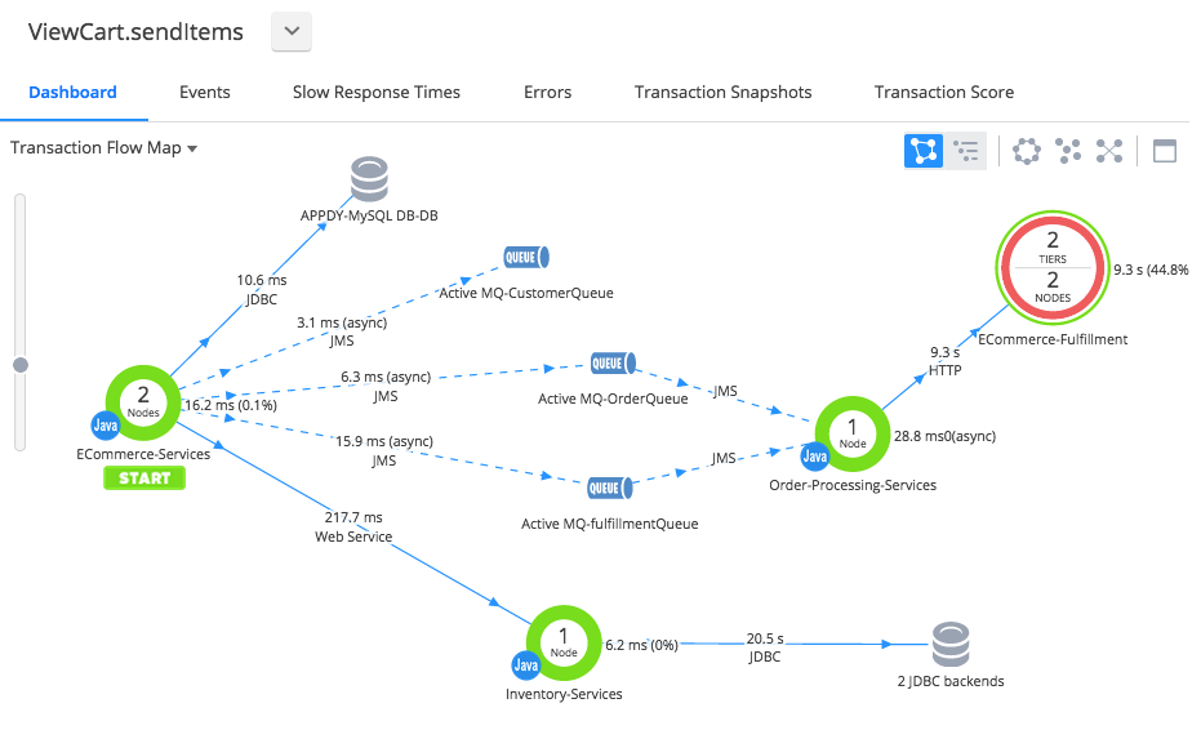 ViewCart.sendItems
Dashboard
Events
Slow Response Times
Errors
Transaction Snapshots
Transaction Score
Transaction Flow Map
APPDY-MySQL DB-DB
10.6 ms
JDBC
QUEUE
Active MQ-CustomerQueue
3.1 ms (async)
JMS
2
TIERS
2
NODES
9.3 s (44.8%
ECommerce-Fulfillment
9.3 s
HTTP
6.3 ms (async)
JMS
QUEUE
Active MQ-OrderQueue
JMS
2
Nodes
Java
16.2 ms (0.1%)
ECommerce-Services
START
15.9 ms (async)
JMS
QUEUE
Active MQ-fulfillmentQueue
JMS
1
Node
Java
28.8 ms0(async)
Order-Processing-Services
217.7 ms
Web Service
1
Node
Java
6.2 ms (0%)
Inventory-Services
20.5 s
JDBC
2 JDBC backends